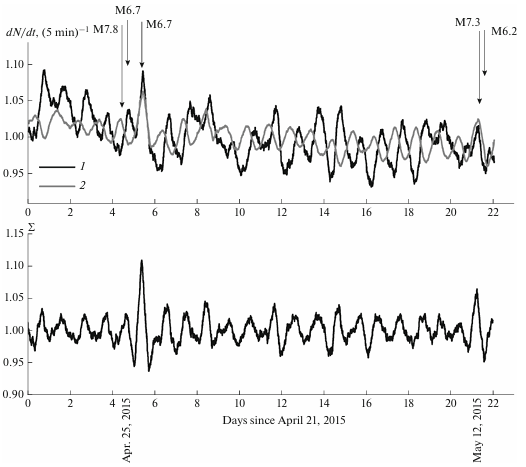 M6.7
M7.8
M6.7
M7.3
M6.2
dN/dt, (5 min)⁻¹
1.10
1.05
1.00
0.95
1
2
0 2 4 6 8 10 12 14 16 18 20 22
Σ
1.15
1.10
1.05
1.00
0.95
0.90
0 2 4 6 8 10 12 14 16 18 20 22
Days since April 21, 2015
Apr. 25, 2015
May 12, 2015